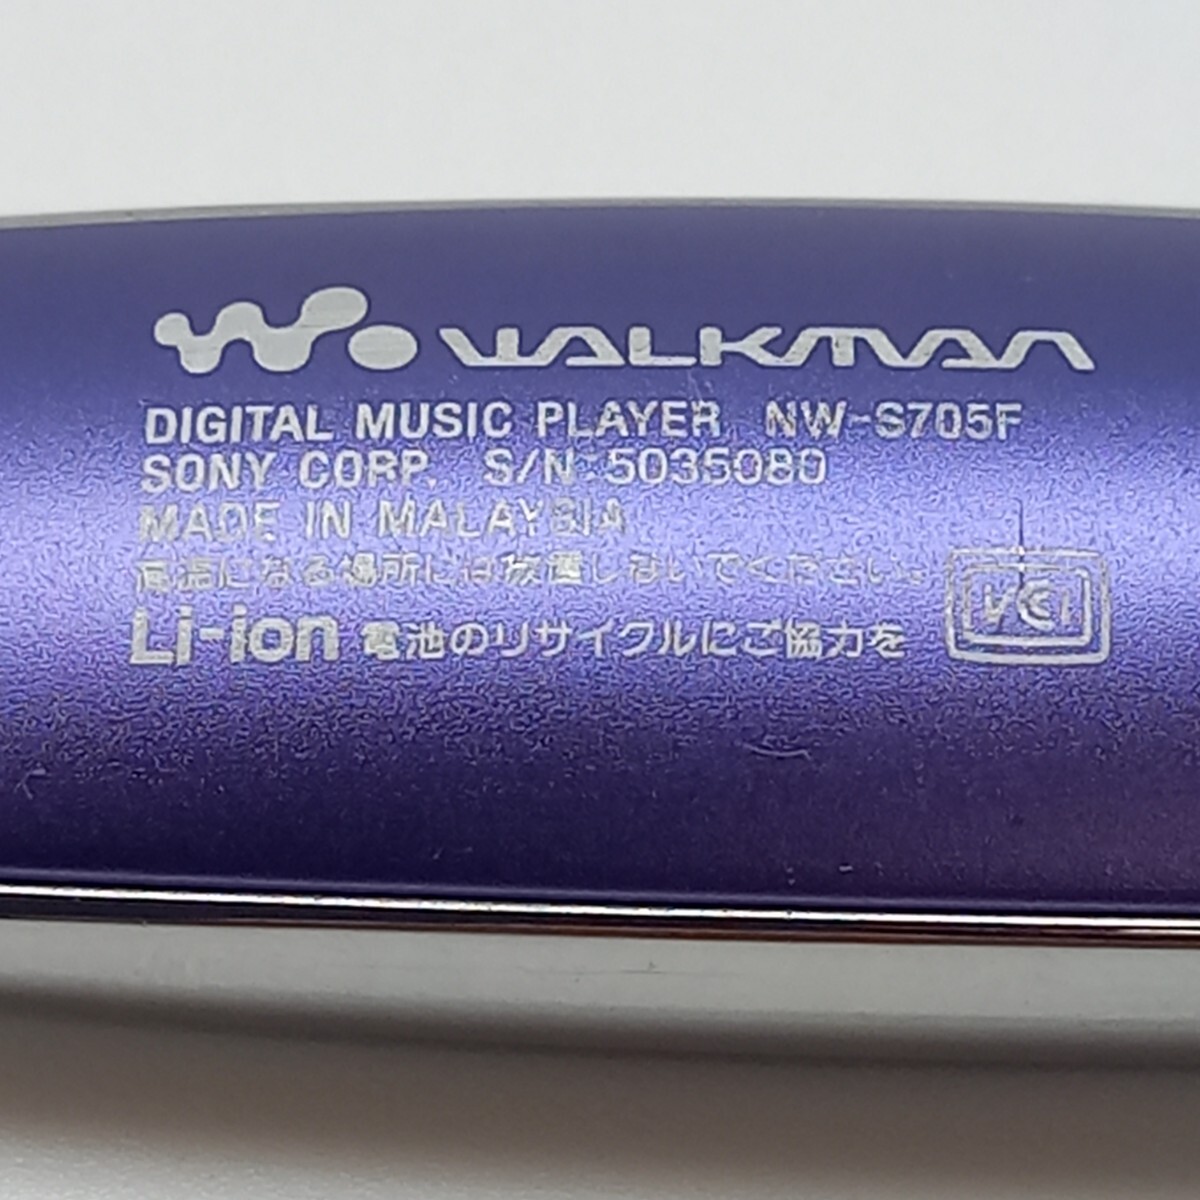 WALKMAN
DIGITAL MUSIC PLAYER NW-S705F
SONY CORP. S/N:5035080
MADE IN MALAYSIA
高温になる場所には放置しないでください。
Li-ion 電池のリサイクルにご協力を
VCI